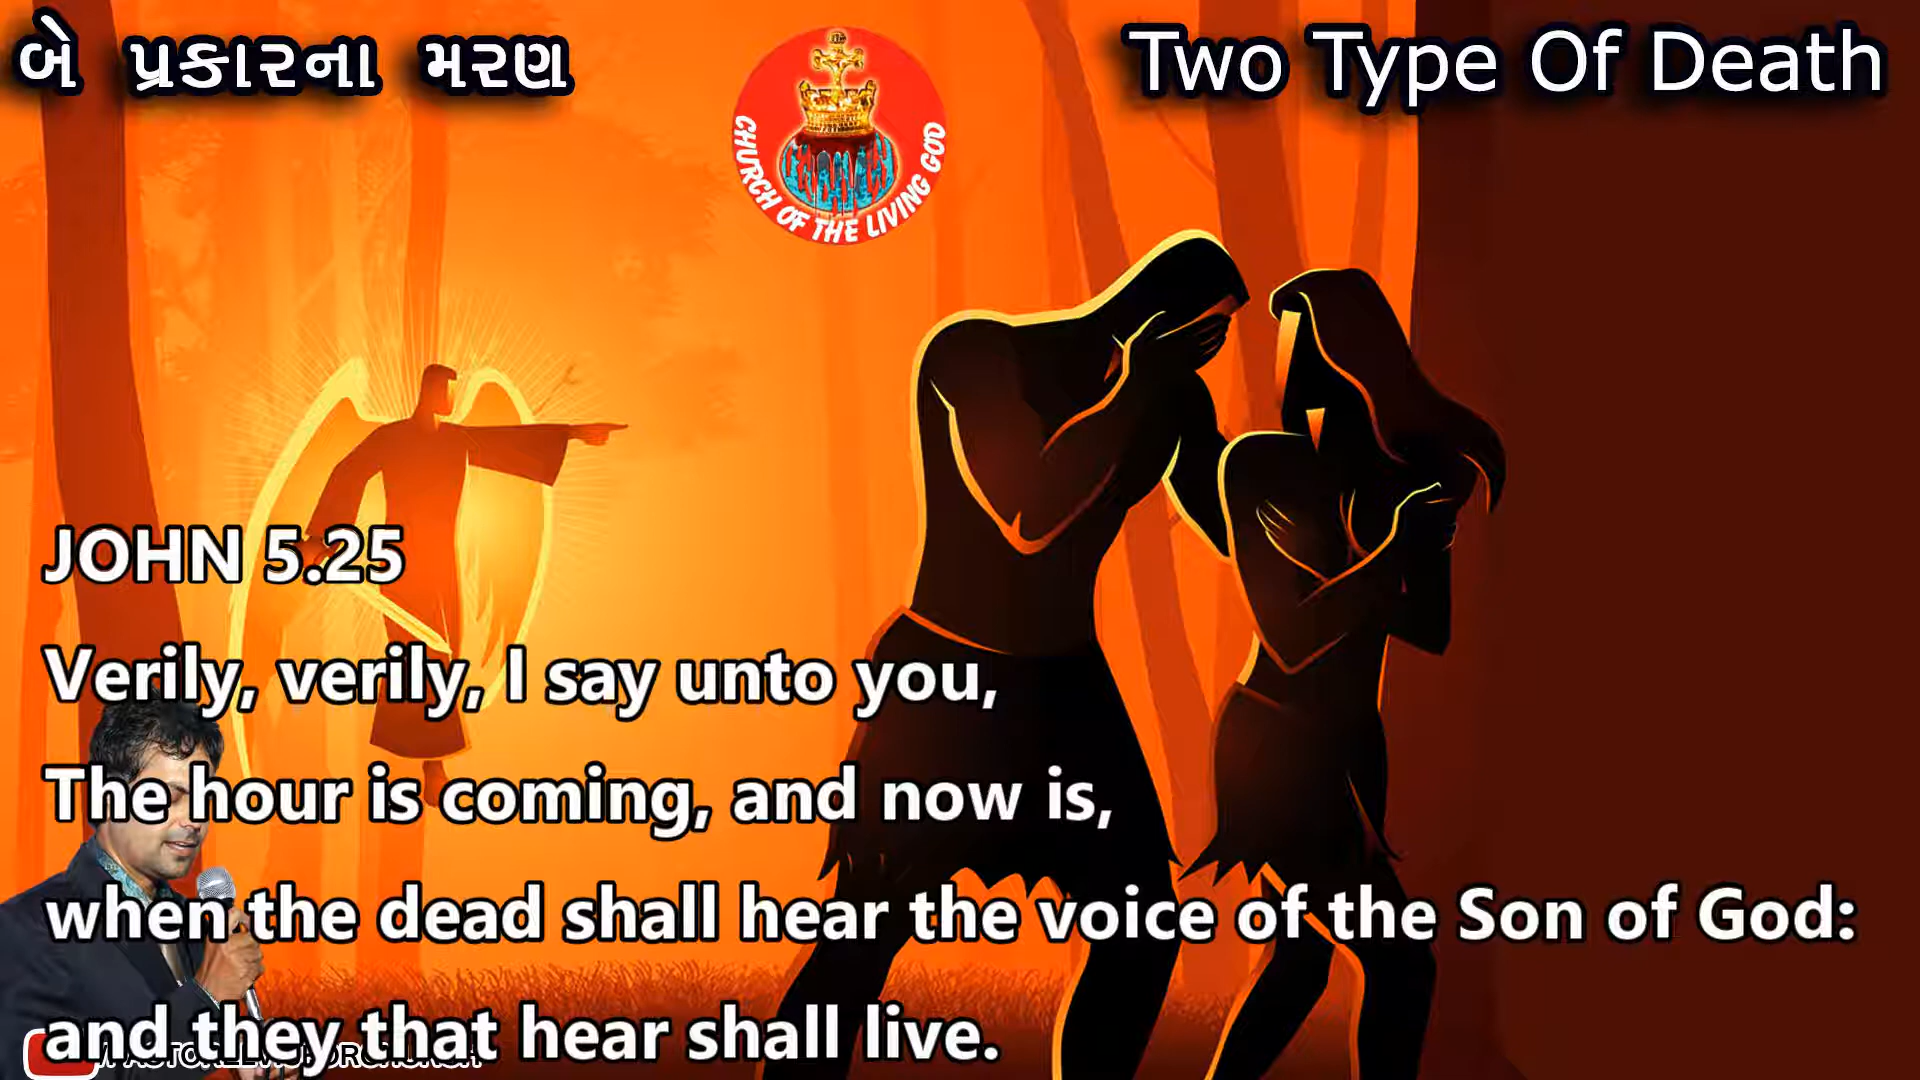 બે પ્રકારના મરણ
Two Type Of Death
CHURCH OF THE LIVING GOD
JOHN 5.25
Verily, verily, I say unto you,
The hour is coming, and now is,
when the dead shall hear the voice of the Son of God:
and they that hear shall live.